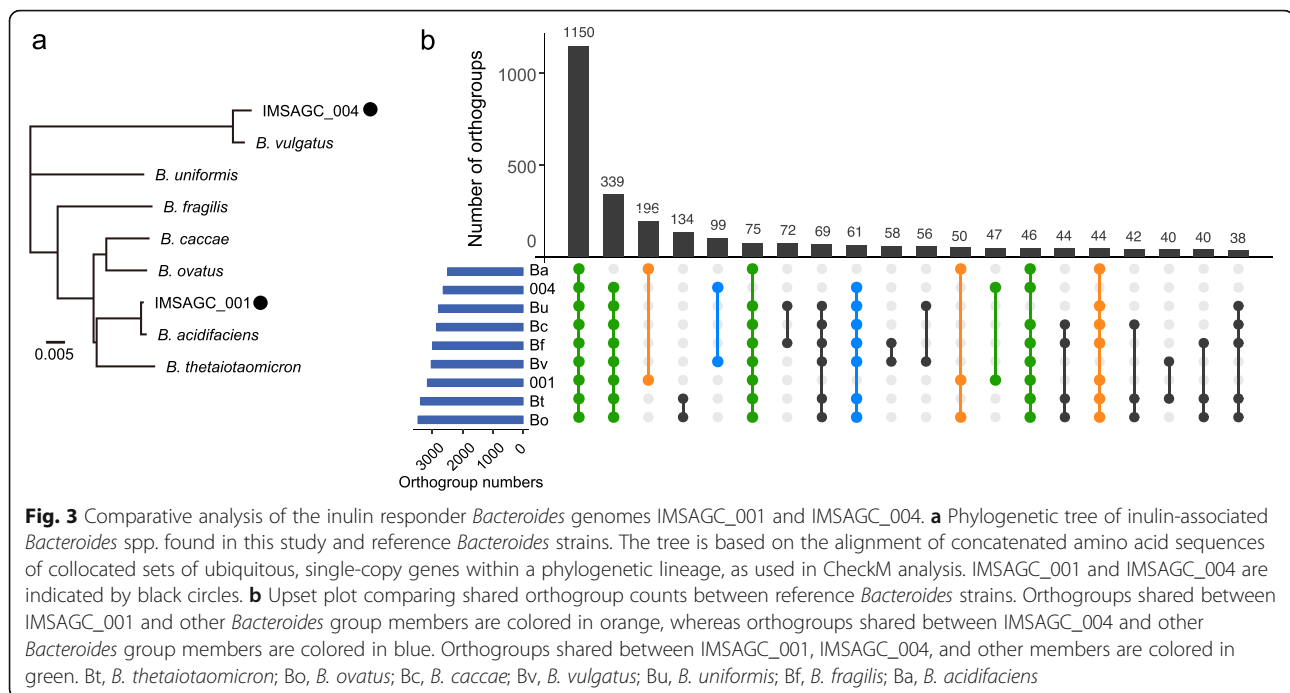 a
IMSAGC_004
B. vulgatus
B. uniformis
B. fragilis
B. caccae
B. ovatus
IMSAGC_001
B. acidifaciens
B. thetaiotaomicron
0.005
b
Number of orthogroups
1000
500
0
1150
339
196
134
99
75
72
69
61
58
56
50
47
46
44
44
42
40
40
38
Ba
004
Bu
Bc
Bf
Bv
001
Bt
Bo
3000
2000
1000
0
Orthogroup numbers
Fig. 3 Comparative analysis of the inulin responder Bacteroides genomes IMSAGC_001 and IMSAGC_004. a Phylogenetic tree of inulin-associated
Bacteroides spp. found in this study and reference Bacteroides strains. The tree is based on the alignment of concatenated amino acid sequences
of collocated sets of ubiquitous, single-copy genes within a phylogenetic lineage, as used in CheckM analysis. IMSAGC_001 and IMSAGC_004 are
indicated by black circles. b Upset plot comparing shared orthogroup counts between reference Bacteroides strains. Orthogroups shared between
IMSAGC_001 and other Bacteroides group members are colored in orange, whereas orthogroups shared between IMSAGC_004 and other
Bacteroides group members are colored in blue. Orthogroups shared between IMSAGC_001, IMSAGC_004, and other members are colored in
green. Bt, B. thetaiotaomicron; Bo, B. ovatus; Bc, B. caccae; Bv, B. vulgatus; Bu, B. uniformis; Bf, B. fragilis; Ba, B. acidifaciens